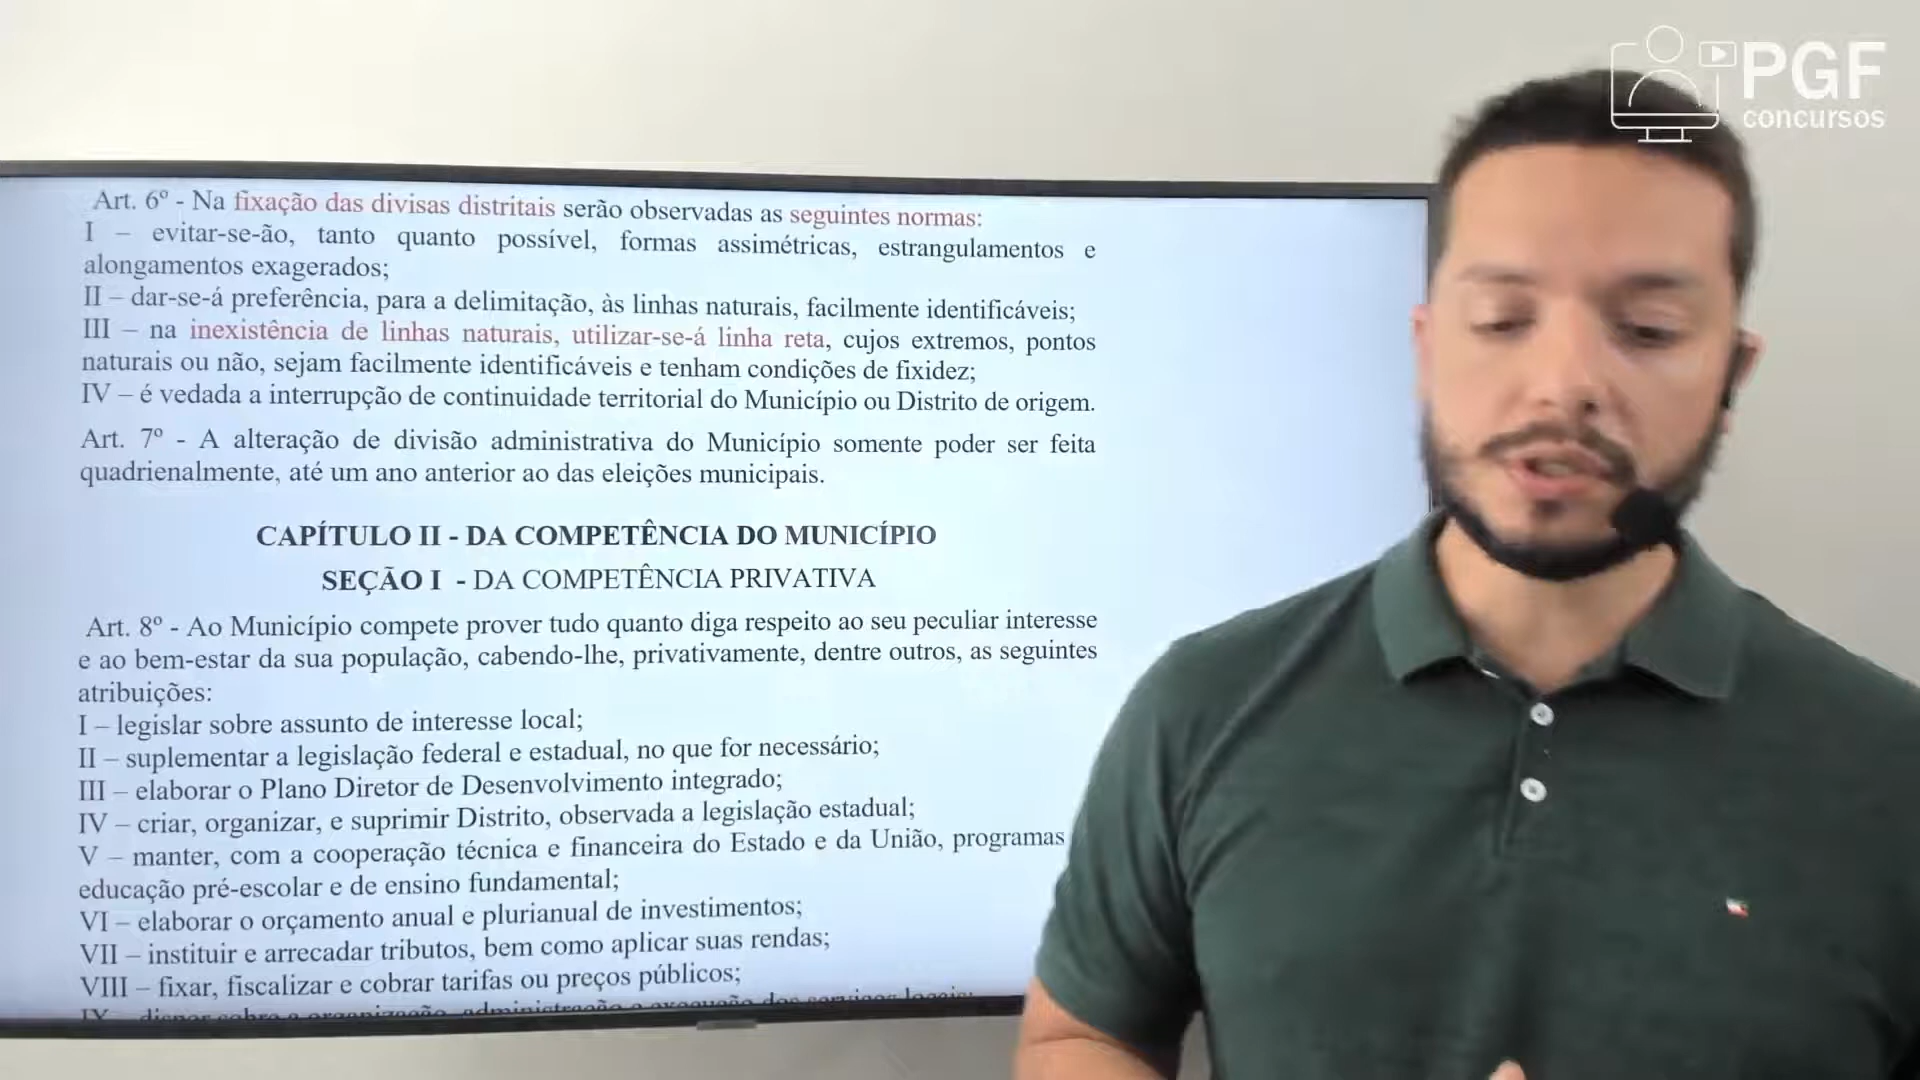 PGF
concursos
Art. 6º - Na fixação das divisas distritais serão observadas as seguintes normas:
I – evitar-se-ão, tanto quanto possível, formas assimétricas, estrangulamentos e
alongamentos exagerados;
II – dar-se-á preferência, para a delimitação, às linhas naturais, facilmente identificáveis;
III – na inexistência de linhas naturais, utilizar-se-á linha reta, cujos extremos, pontos
naturais ou não, sejam facilmente identificáveis e tenham condições de fixidez;
IV – é vedada a interrupção de continuidade territorial do Município ou Distrito de origem.
Art. 7º - A alteração de divisão administrativa do Município somente poder ser feita
quadrienalmente, até um ano anterior ao das eleições municipais.
CAPÍTULO II - DA COMPETÊNCIA DO MUNICÍPIO
SEÇÃO I - DA COMPETÊNCIA PRIVATIVA
Art. 8º - Ao Município compete prover tudo quanto diga respeito ao seu peculiar interesse
e ao bem-estar da sua população, cabendo-lhe, privativamente, dentre outros, as seguintes
atribuições:
I – legislar sobre assunto de interesse local;
II – suplementar a legislação federal e estadual, no que for necessário;
III – elaborar o Plano Diretor de Desenvolvimento integrado;
IV – criar, organizar, e suprimir Distrito, observada a legislação estadual;
V – manter, com a cooperação técnica e financeira do Estado e da União, programas
educação pré-escolar e de ensino fundamental;
VI – elaborar o orçamento anual e plurianual de investimentos;
VII – instituir e arrecadar tributos, bem como aplicar suas rendas;
VIII – fixar, fiscalizar e cobrar tarifas ou preços públicos;
IX – dispor sobre a organização, administração e execução dos serviços locais;